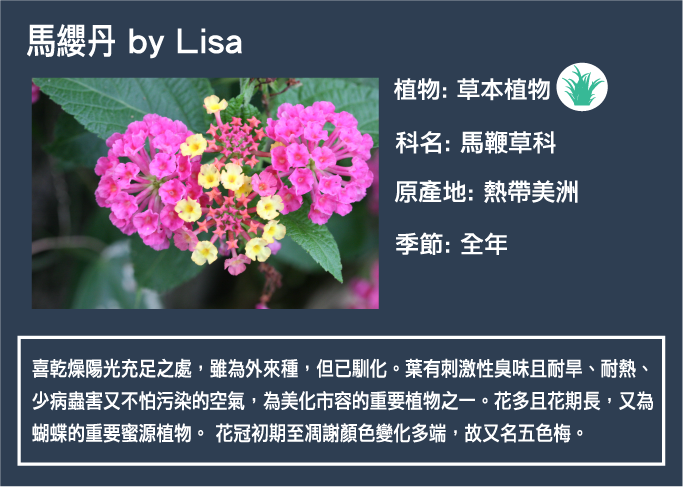 馬纓丹 by Lisa
植物: 草本植物
科名: 馬鞭草科
原產地: 熱帶美洲
季節: 全年
喜乾燥陽光充足之處，雖為外來種，但已馴化。葉有刺激性臭味且耐旱、耐熱、
少病蟲害又不怕污染的空氣，為美化市容的重要植物之一。花多且花期長，又為
蝴蝶的重要蜜源植物。 花冠初期至凋謝顏色變化多端，故又名五色梅。